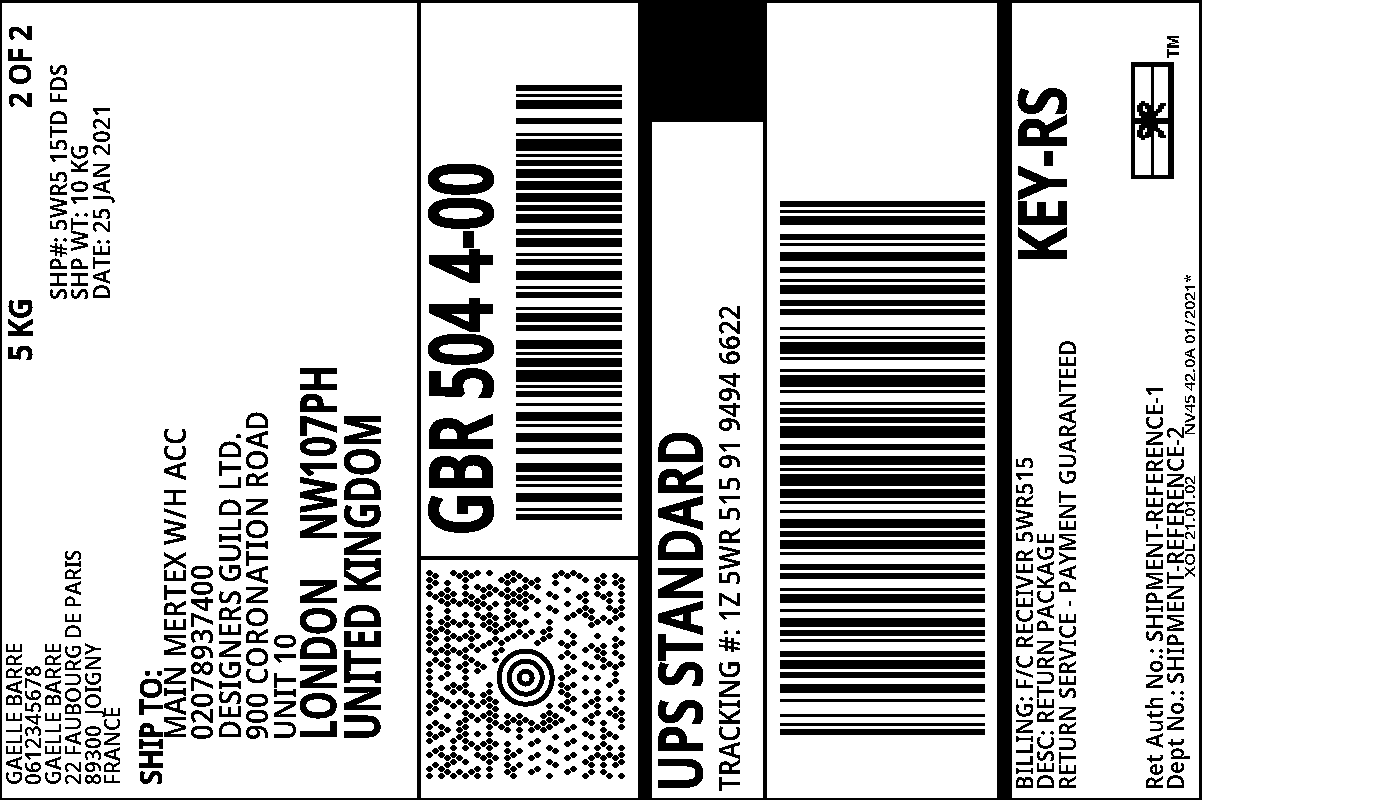 GAELLE BARRE
0612345678
GAELLE BARRE
22 FAUBOURG DE PARIS
89300 JOIGNY
FRANCE
5 KG 2 OF 2
SHP#: 5WR5 15TD FDS
SHP WT: 10 KG
DATE: 25 JAN 2021
SHIP TO:
MAIN MERTEX W/H ACC
02078937400
DESIGNERS GUILD LTD.
900 CORONATION ROAD
UNIT 10
LONDON NW107PH
UNITED KINGDOM
GBR 504 4-00
UPS STANDARD
TRACKING #: 1Z 5WR 515 91 9494 6622
BILLING: F/C RECEIVER 5WR515
DESC: RETURN PACKAGE
RETURN SERVICE - PAYMENT GUARANTEED
KEY-RS
TM
Ret Auth No.: SHIPMENT-REFERENCE-1
Dept No.: SHIPMENT-REFERENCE-2
XOL 21.01.02 NV45 42.0A 01/2021*